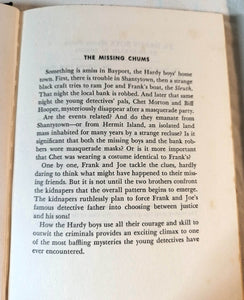 THE MISSING CHUMS
Something is amiss in Bayport, the Hardy boys' home
town. First, there is trouble in Shantytown—then a strange
black craft tries to ram Joe and Frank's boat, the Sleuth.
That night the local bank is robbed. And later that same
evening the young detectives' pals, Chet Morton and Biff
Hooper, mysteriously disappear from a masquerade party.
Are the events related? And do they emanate from
Shantytown—or from Hermit Island, an isolated land
mass inhabited for many years by a strange recluse? Is it
significant that both the missing boys and the bank rob-
bers wore masquerade masks? Or is it more important
that Chet was wearing a costume identical to Frank's?
One by one, Frank and Joe tackle the clues, hardly
daring to think what might have happened to their miss-
ing friends. But it is not until the two brothers confront
the kidnapers that the overall pattern begins to emerge.
The kidnapers ruthlessly plan to force Frank and Joe's
famous detective father into choosing between justice
and his sons!
How the Hardy boys use all their courage and skill to
outwit the criminals provides an exciting climax to one
of the most baffling mysteries the young detectives have
ever encountered.